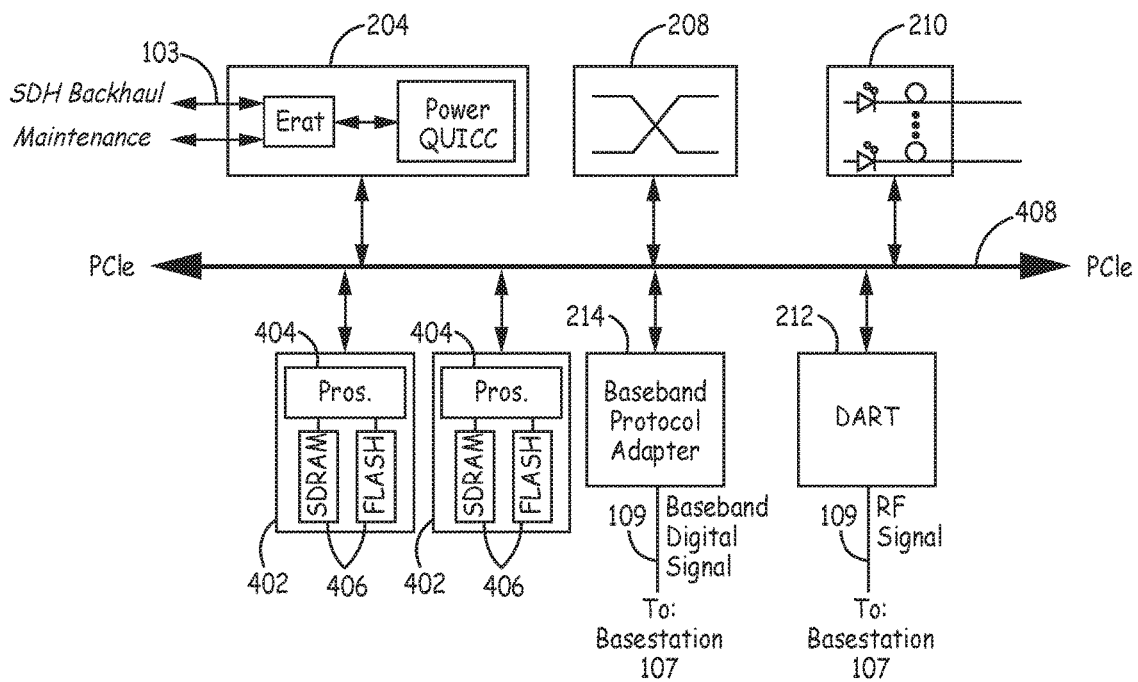 204
208
210
103
SDH Backhaul
Maintenance
Erat
Power
QUICC
408
PCIe
PCIe
404
404
214
212
Pros.
Pros.
SDRAM
FLASH
SDRAM
FLASH
Baseband
Protocol
Adapter
DART
402
406
402
406
109
Baseband
Digital
Signal
109
RF
Signal
To:
Basestation
107
To:
Basestation
107